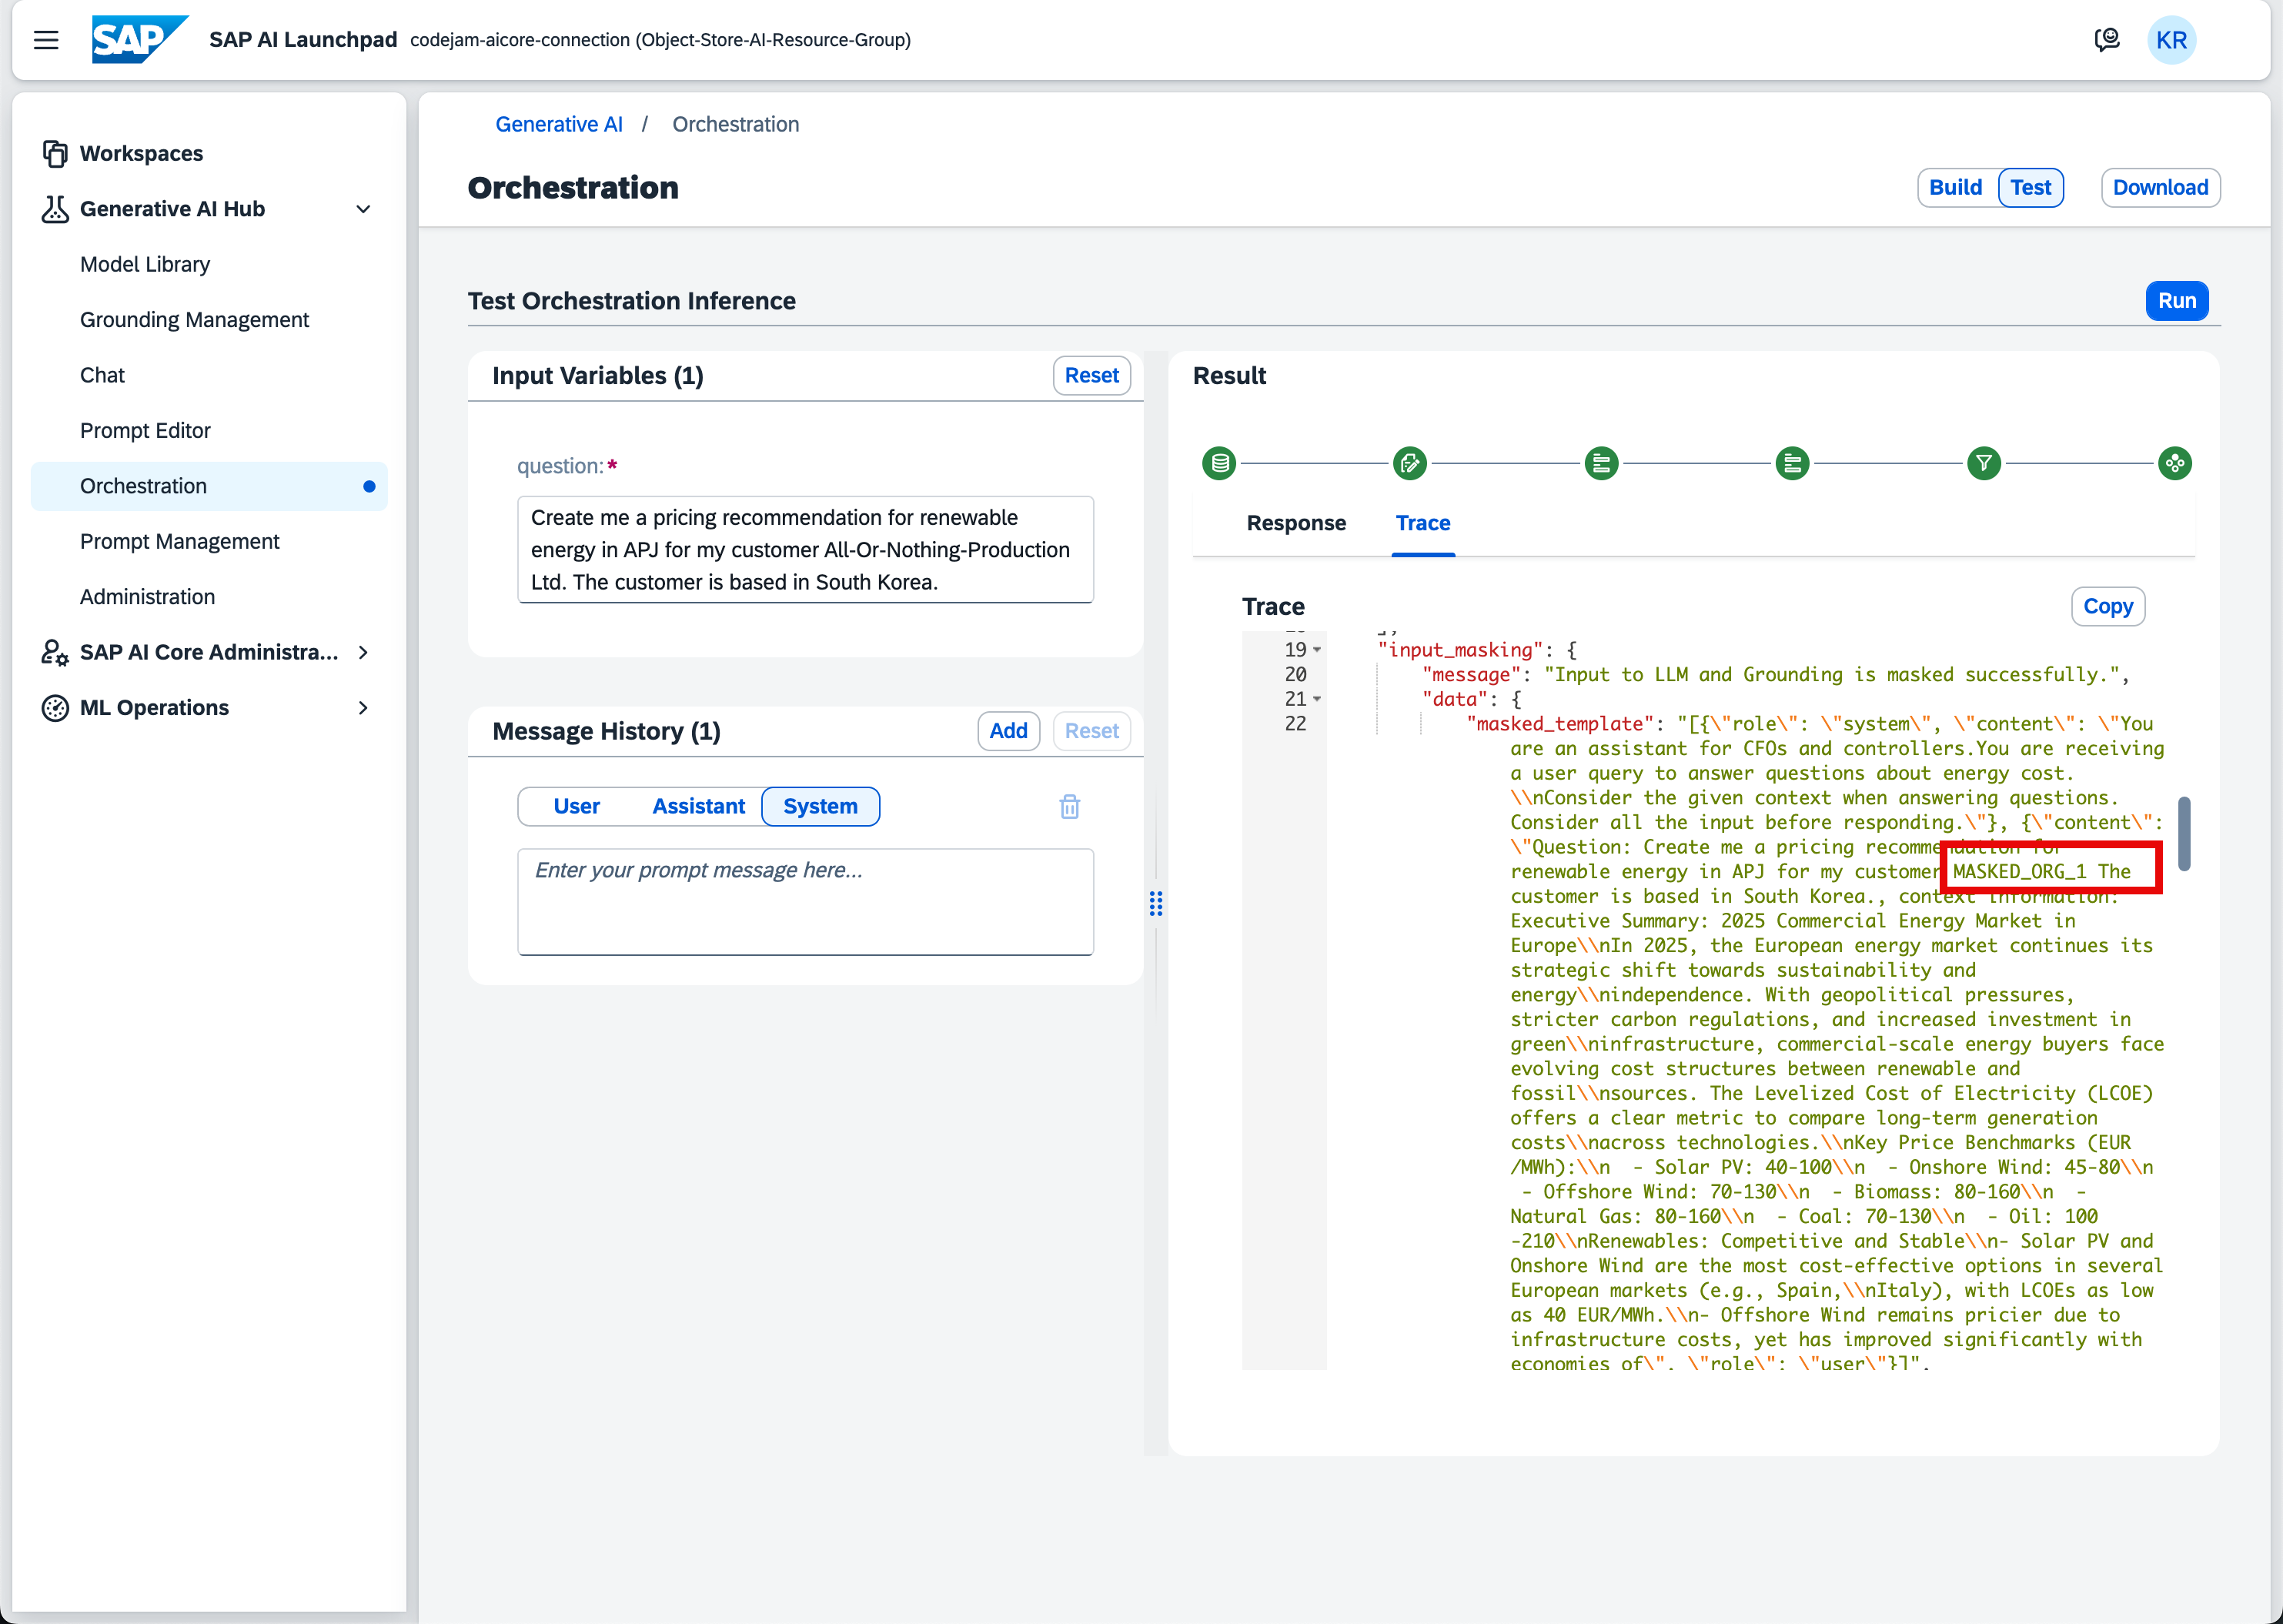 SAP
SAP AI Launchpad codejam-aicore-connection (Object-Store-AI-Resource-Group)
KR
Workspaces
Generative AI Hub
Model Library
Grounding Management
Chat
Prompt Editor
Orchestration
Prompt Management
Administration
SAP AI Core Administra...
ML Operations
Generative AI / Orchestration
Orchestration
Build Test Download
Test Orchestration Inference
Run
Input Variables (1)
Reset
question:*
Create me a pricing recommendation for renewable
energy in APJ for my customer All-Or-Nothing-Production
Ltd. The customer is based in South Korea.
Message History (1)
Add Reset
User Assistant System
Enter your prompt message here...
Result
Response Trace
Trace
Copy
19 "input_masking": {
20 "message": "Input to LLM and Grounding is masked successfully.",
21 "data": {
22 "masked_template": "[{\"role\": \"system\", \"content\": \"You
are an assistant for CFOs and controllers.You are receiving
a user query to answer questions about energy cost.
\\nConsider the given context when answering questions.
Consider all the input before responding.\"}, {\"content\":
\"Question: Create me a pricing recommendation for
renewable energy in APJ for my customer MASKED_ORG_1 The
customer is based in South Korea., context information:
Executive Summary: 2025 Commercial Energy Market in
Europe\\nIn 2025, the European energy market continues its
strategic shift towards sustainability and
energy\\nindependence. With geopolitical pressures,
stricter carbon regulations, and increased investment in
green\\ninfrastructure, commercial-scale energy buyers face
evolving cost structures between renewable and
fossil\\nsources. The Levelized Cost of Electricity (LCOE)
offers a clear metric to compare long-term generation
costs\\nacross technologies.\\nKey Price Benchmarks (EUR
/MWh):\\n  - Solar PV: 40-100\\n  - Onshore Wind: 45-80\\n
- Offshore Wind: 70-130\\n  - Biomass: 80-160\\n  -
Natural Gas: 80-160\\n  - Coal: 70-130\\n  - Oil: 100
-210\\nRenewables: Competitive and Stable\\n- Solar PV and
Onshore Wind are the most cost-effective options in several
European markets (e.g., Spain,\\nItaly), with LCOEs as low
as 40 EUR/MWh.\\n- Offshore Wind remains pricier due to
infrastructure costs, yet has improved significantly with
economies of\", \"role\": \"user\"}]",